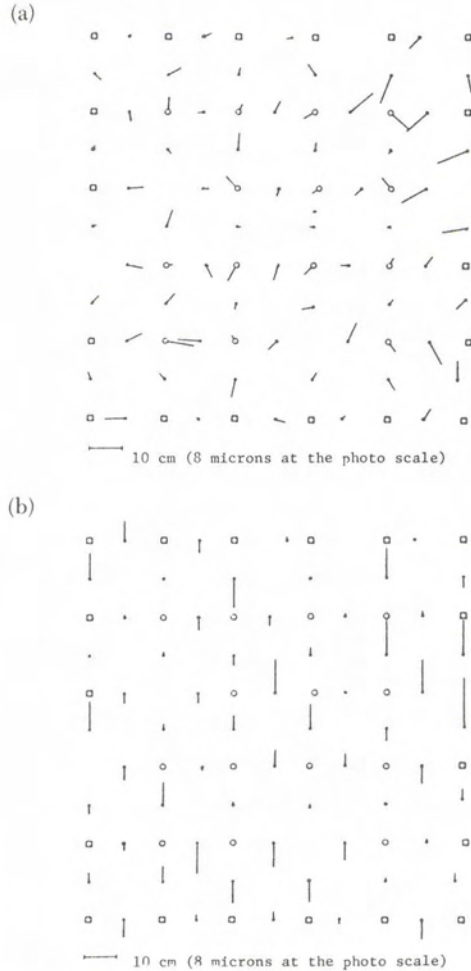 (a)
10 cm (8 microns at the photo scale)
(b)
10 cm (8 microns at the photo scale)